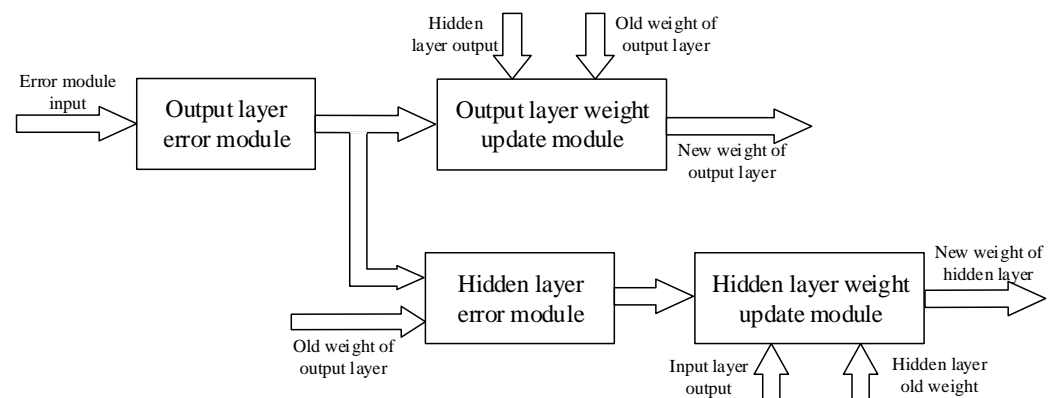 Hidden
layer output
Old weight of
output layer
Error module
input
Output layer
error module
Output layer weight
update module
New weight of
output layer
Hidden layer
error module
Old weight of
output layer
Hidden layer weight
update module
New weight of
hidden layer
Input layer
output
Hidden layer
old weight